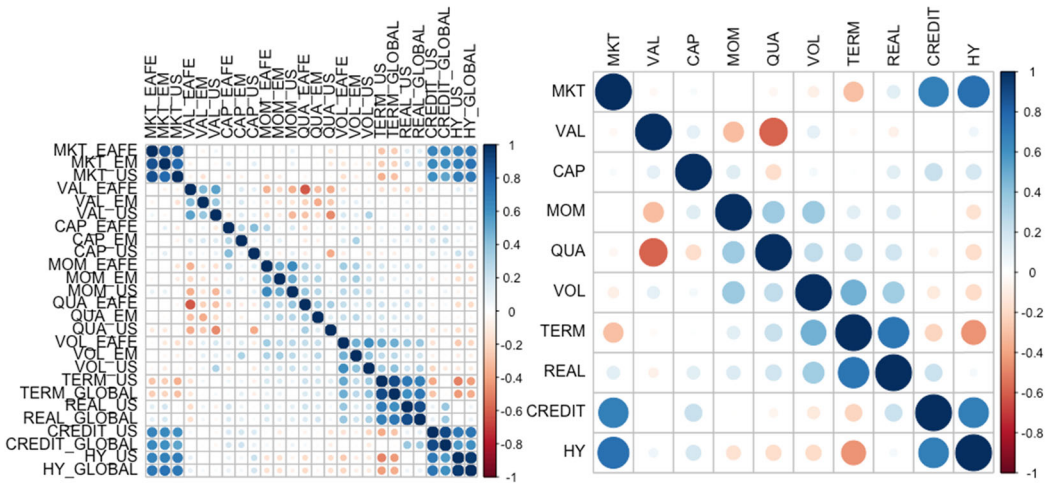 MKT_EAFE
MKT_EM
MKT_US
VAL_EAFE
VAL_EM
VAL_US
CAP_EAFE
CAP_EM
CAP_US
MOM_EAFE
MOM_EM
MOM_US
QUA_EAFE
QUA_EM
QUA_US
VOL_EAFE
VOL_EM
VOL_US
TERM_US
TERM_GLOBAL
REAL_US
REAL_GLOBAL
CREDIT_US
CREDIT_GLOBAL
HY_US
HY_GLOBAL
MKT_EAFE
MKT_EM
MKT_US
VAL_EAFE
VAL_EM
VAL_US
CAP_EAFE
CAP_EM
CAP_US
MOM_EAFE
MOM_EM
MOM_US
QUA_EAFE
QUA_EM
QUA_US
VOL_EAFE
VOL_EM
VOL_US
TERM_US
TERM_GLOBAL
REAL_US
REAL_GLOBAL
CREDIT_US
CREDIT_GLOBAL
HY_US
HY_GLOBAL
1
0.8
0.6
0.4
0.2
0
-0.2
-0.4
-0.6
-0.8
-1
MKT
VAL
CAP
MOM
QUA
VOL
TERM
REAL
CREDIT
HY
MKT
VAL
CAP
MOM
QUA
VOL
TERM
REAL
CREDIT
HY
1
0.8
0.6
0.4
0.2
0
-0.2
-0.4
-0.6
-0.8
-1